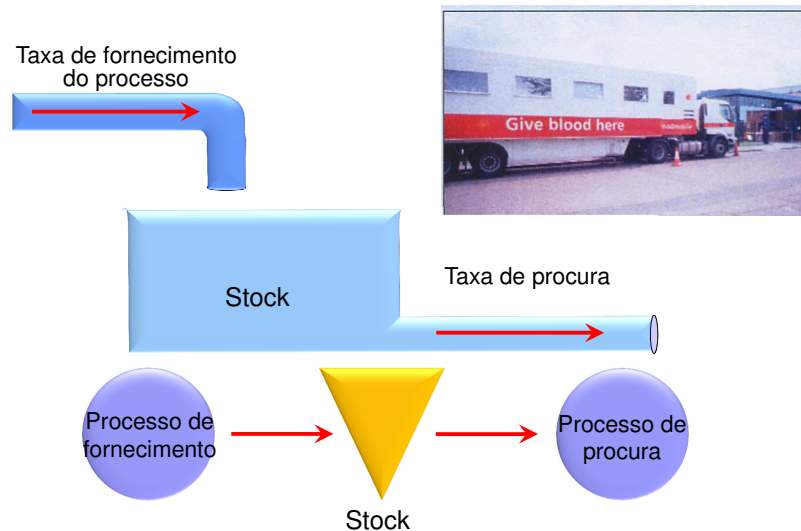 Taxa de fornecimento
do processo
Give blood here
Stock
Taxa de procura
Processo de
fornecimento
Processo de
procura
Stock